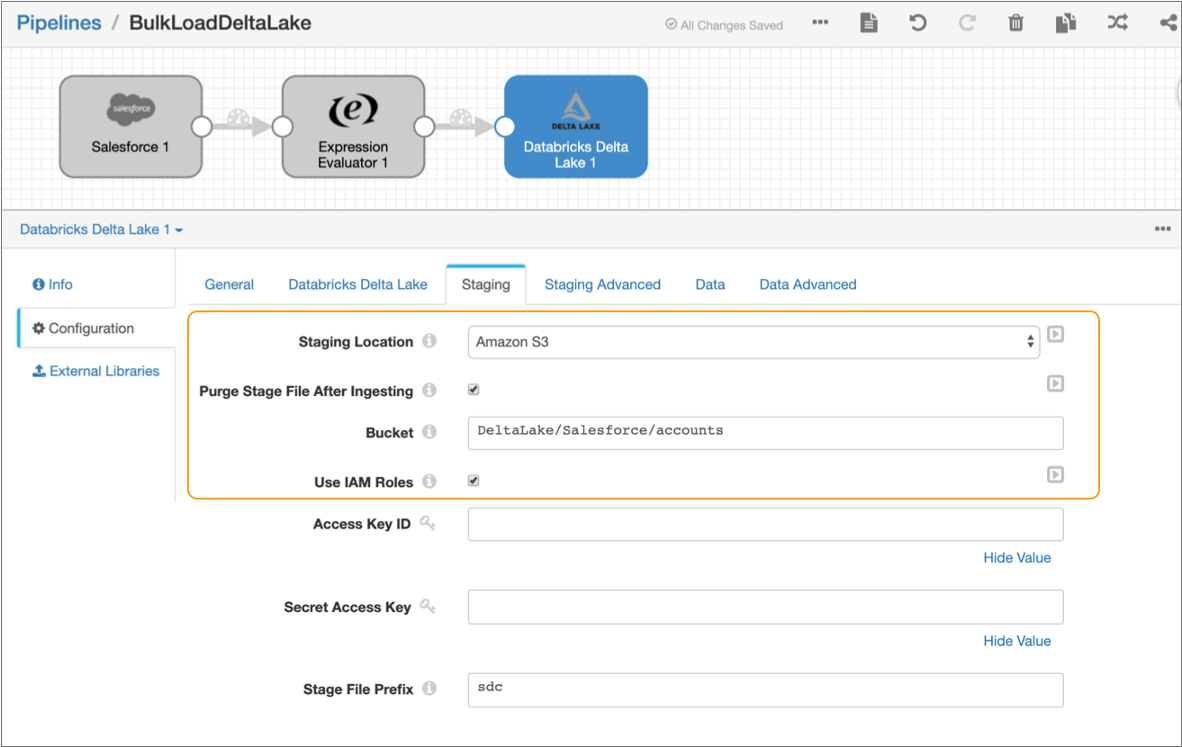 Pipelines / BulkLoadDeltaLake
All Changes Saved
salesforce
Salesforce 1
e
Expression
Evaluator 1
DELTA LAKE
Databricks Delta
Lake 1
Databricks Delta Lake 1
Info
Configuration
External Libraries
General Databricks Delta Lake Staging Staging Advanced Data Data Advanced
Staging Location Amazon S3
Purge Stage File After Ingesting
Bucket DeltaLake/Salesforce/accounts
Use IAM Roles
Access Key ID
Hide Value
Secret Access Key
Hide Value
Stage File Prefix sdc